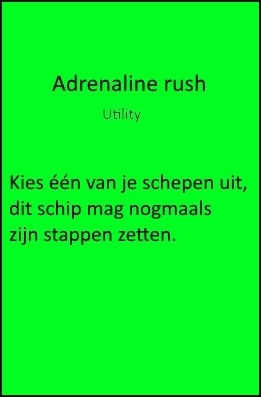 Adrenaline rush
Utility
Kies één van je schepen uit,
dit schip mag nogmaals
zijn stappen zetten.